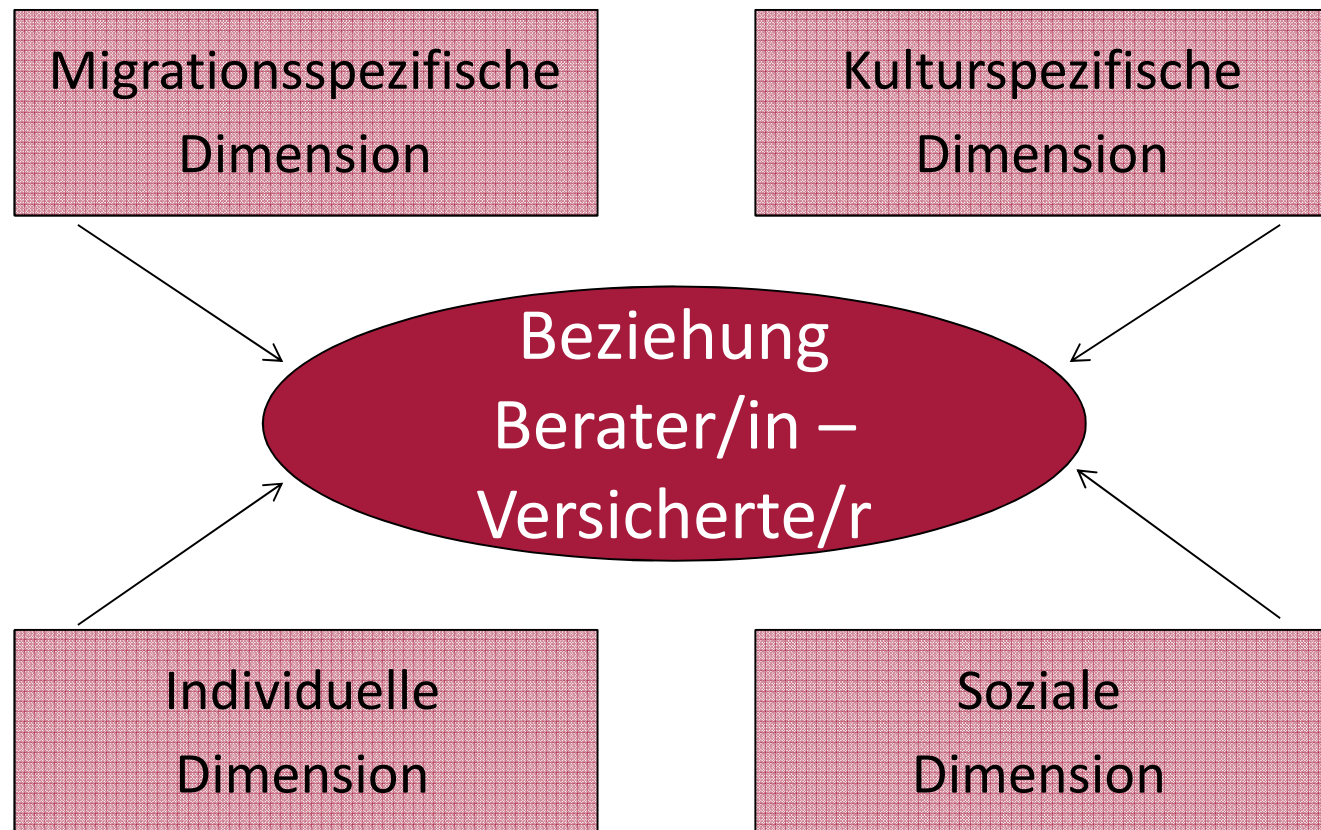 Migrationsspezifische
Dimension
Kulturspezifische
Dimension
Beziehung
Berater/in –
Versicherte/r
Individuelle
Dimension
Soziale
Dimension